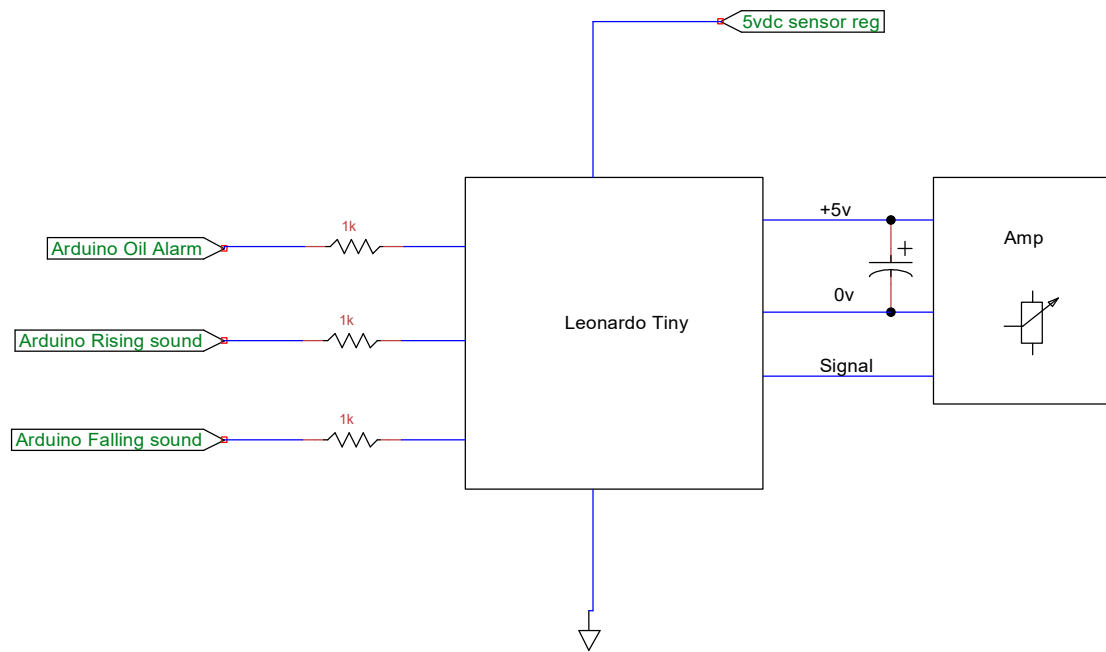 5vdc sensor reg
+5v
Amp
1k
Arduino Oil Alarm
0v
Leonardo Tiny
1k
Arduino Rising sound
Signal
1k
Arduino Falling sound